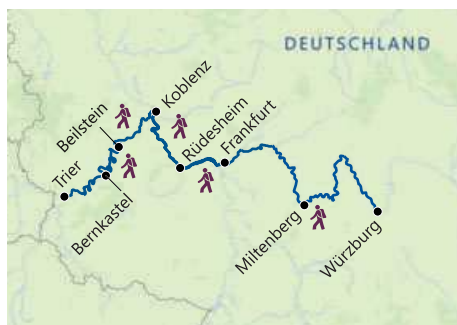 DEUTSCHLAND
Koblenz
Beilstein
Rüdesheim
Frankfurt
Trier
Bernkastel
Miltenberg
Würzburg